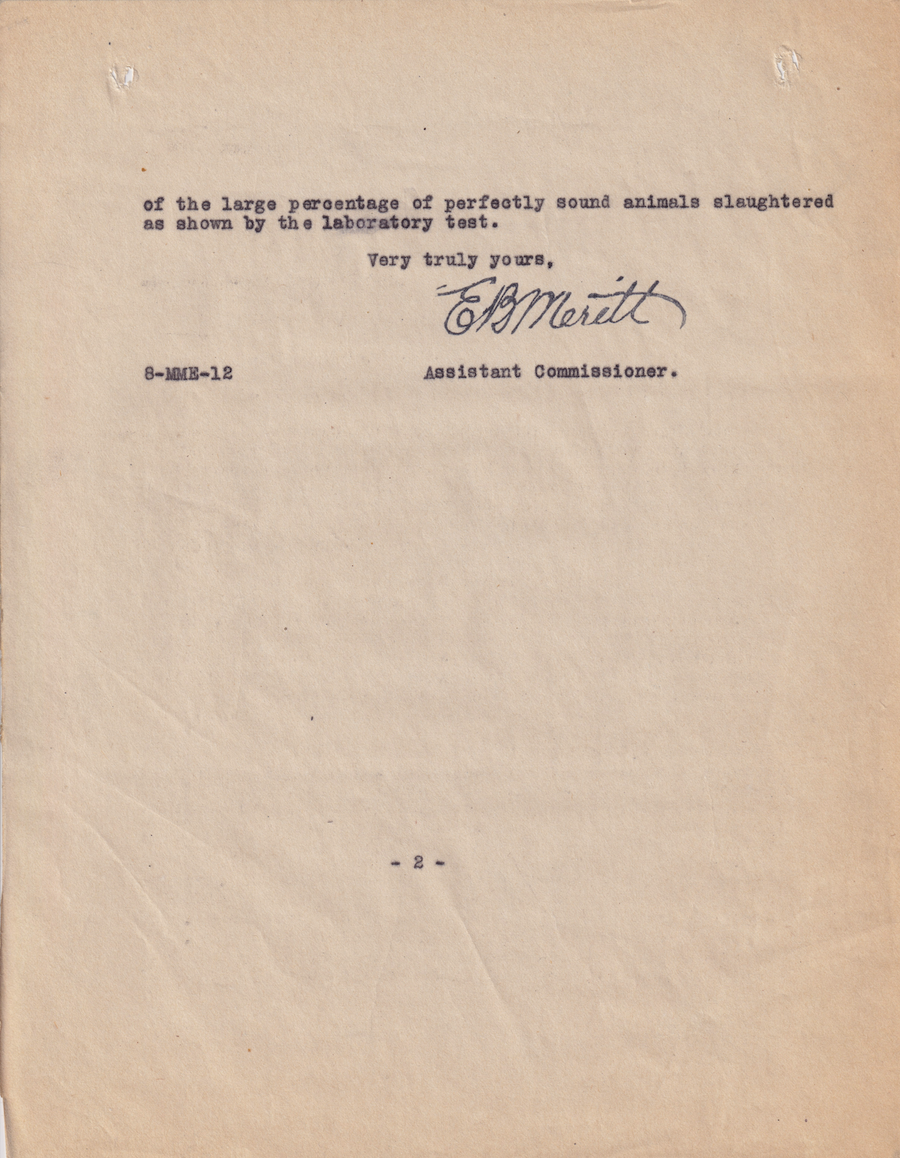 of the large percentage of perfectly sound animals slaughtered
as shown by the laboratory test.
Very truly yours,
EBMeritt
8-MME-12 Assistant Commissioner.
- 2 -